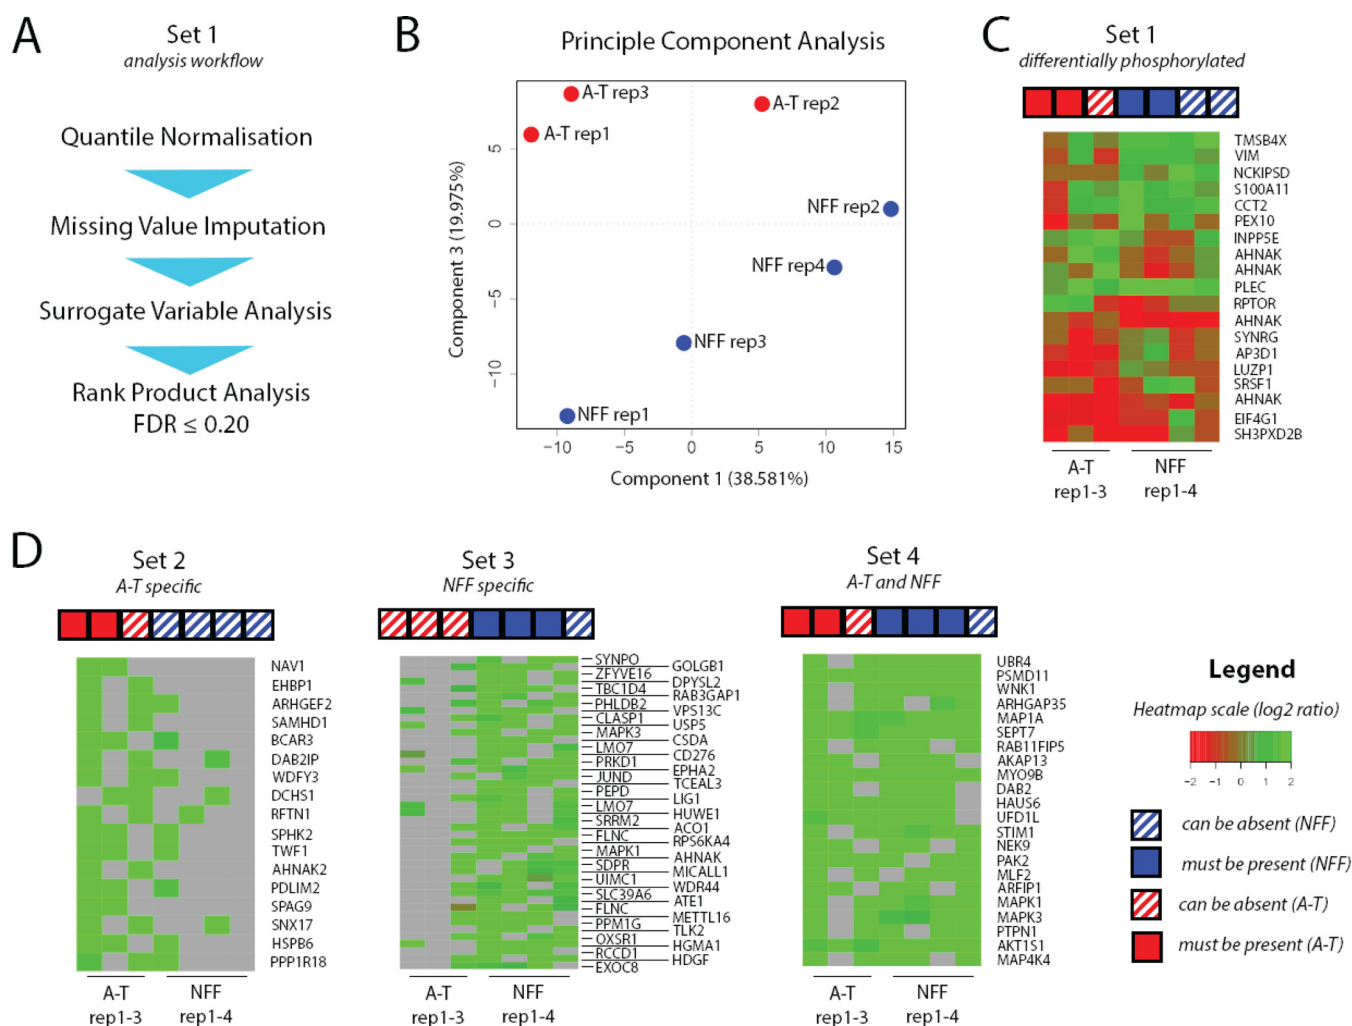 A
Set 1
analysis workflow
Quantile Normalisation
Missing Value Imputation
Surrogate Variable Analysis
Rank Product Analysis
FDR ≤ 0.20
B
Principle Component Analysis
A-T rep3
A-T rep2
A-T rep1
NFF rep2
NFF rep4
NFF rep3
NFF rep1
Component 3 (19.975%)
5
0
−5
−10
−10
−5
0
5
10
15
Component 1 (38.581%)
C
Set 1
differentially phosphorylated
TMSB4X
VIM
NCKIPSD
S100A11
CCT2
PEX10
INPP5E
AHNAK
AHNAK
PLEC
RPTOR
AHNAK
SYNRG
AP3D1
LUZP1
SRSF1
AHNAK
EIF4G1
SH3PXD2B
A-T
rep1-3
NFF
rep1-4
D
Set 2
A-T specific
NAV1
EHBP1
ARHGEF2
SAMHD1
BCAR3
DAB2IP
WDFY3
DCHS1
RFTN1
SPHK2
TWF1
AHNAK2
PDLIM2
SPAG9
SNX17
HSPB6
PPP1R18
A-T
rep1-3
NFF
rep1-4
Set 3
NFF specific
SYNPO
GOLGB1
ZFYVE16
DPYSL2
TBC1D4
RAB3GAP1
PHLDB2
VPS13C
CLASP1
USP5
MAPK3
CSDA
LMO7
CD276
PRKD1
EPHA2
JUND
TCEAL3
PEPD
LIG1
LMO7
HUWE1
SRRM2
ACO1
FLNC
RPS6KA4
MAPK1
AHNAK
SDPR
MICALL1
UIMC1
WDR44
SLC39A6
ATE1
FLNC
METTL16
PPM1G
TLK2
OXSR1
HGMA1
RCCD1
HDGF
EXOC8
A-T
rep1-3
NFF
rep1-4
Set 4
A-T and NFF
UBR4
PSMD11
WNK1
ARHGAP35
MAP1A
SEPT7
RAB11FIP5
AKAP13
MYO9B
DAB2
HAUS6
UFD1L
STIM1
NEK9
PAK2
MLF2
ARFIP1
MAPK1
MAPK3
PTPN1
AKT1S1
MAP4K4
A-T
rep1-3
NFF
rep1-4
Legend
Heatmap scale (log2 ratio)
−2
−1
0
1
2
can be absent (NFF)
must be present (NFF)
can be absent (A-T)
must be present (A-T)